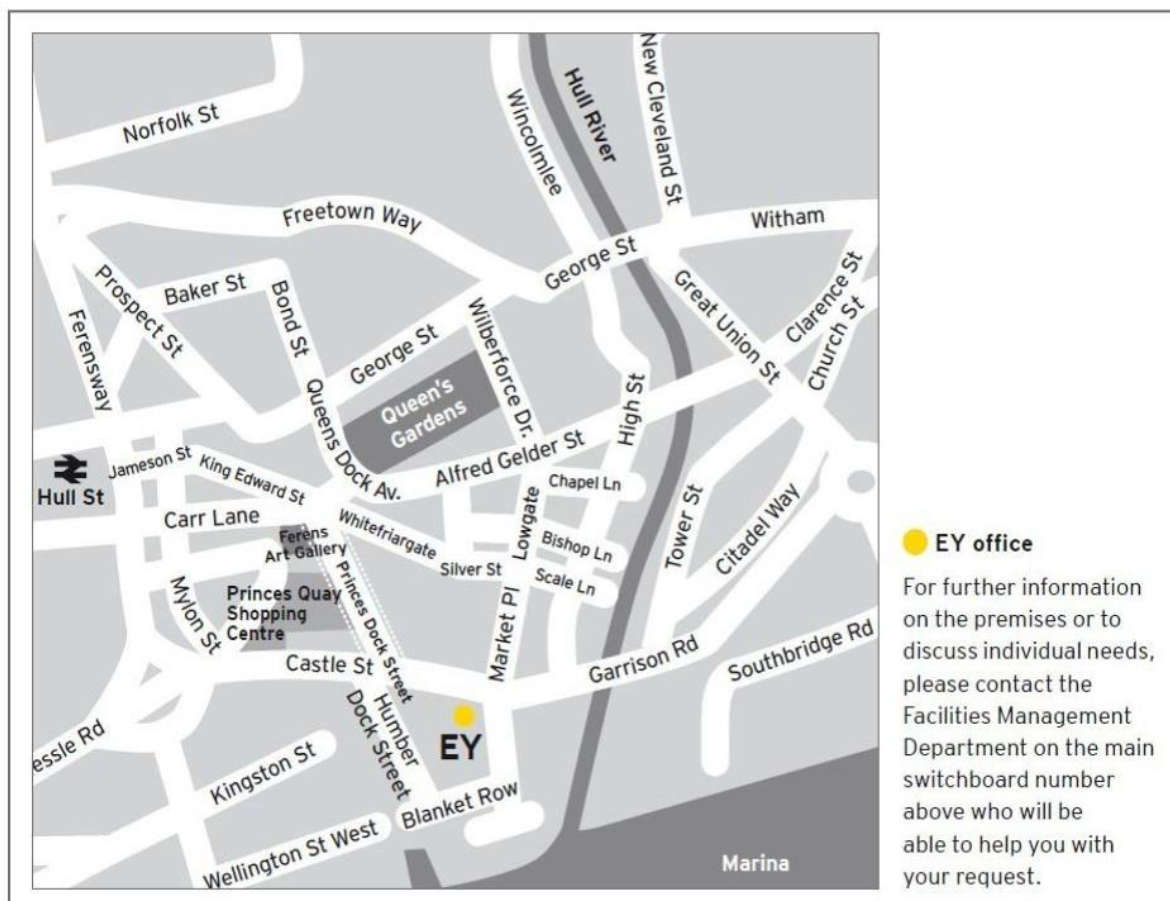 Norfolk St
Wincolmlee
Hull River
New Cleveland St
Freetown Way
George St
Witham
Prospect St
Baker St
Bond St
Ferensway
George St
Wilberforce Dr.
Great Union St
Clarence St
Church St
Queen's
Gardens
Queens Dock Av.
High St
Alfred Gelder St
Hull St
Jameson St
King Edward St
Chapel Ln
Carr Lane
Whitefriargate
Lowgate
Ferens
Art Gallery
Silver St
Bishop Ln
Scale Ln
Tower St
Citadel Way
Mylon St
Princes Quay
Shopping
Centre
Princes Dock Street
Market Pl
Castle St
Garrison Rd
Southbridge Rd
Humber
Dock Street
EY
essle Rd
Kingston St
Blanket Row
Wellington St West
Marina
EY office
For further information
on the premises or to
discuss individual needs,
please contact the
Facilities Management
Department on the main
switchboard number
above who will be
able to help you with
your request.